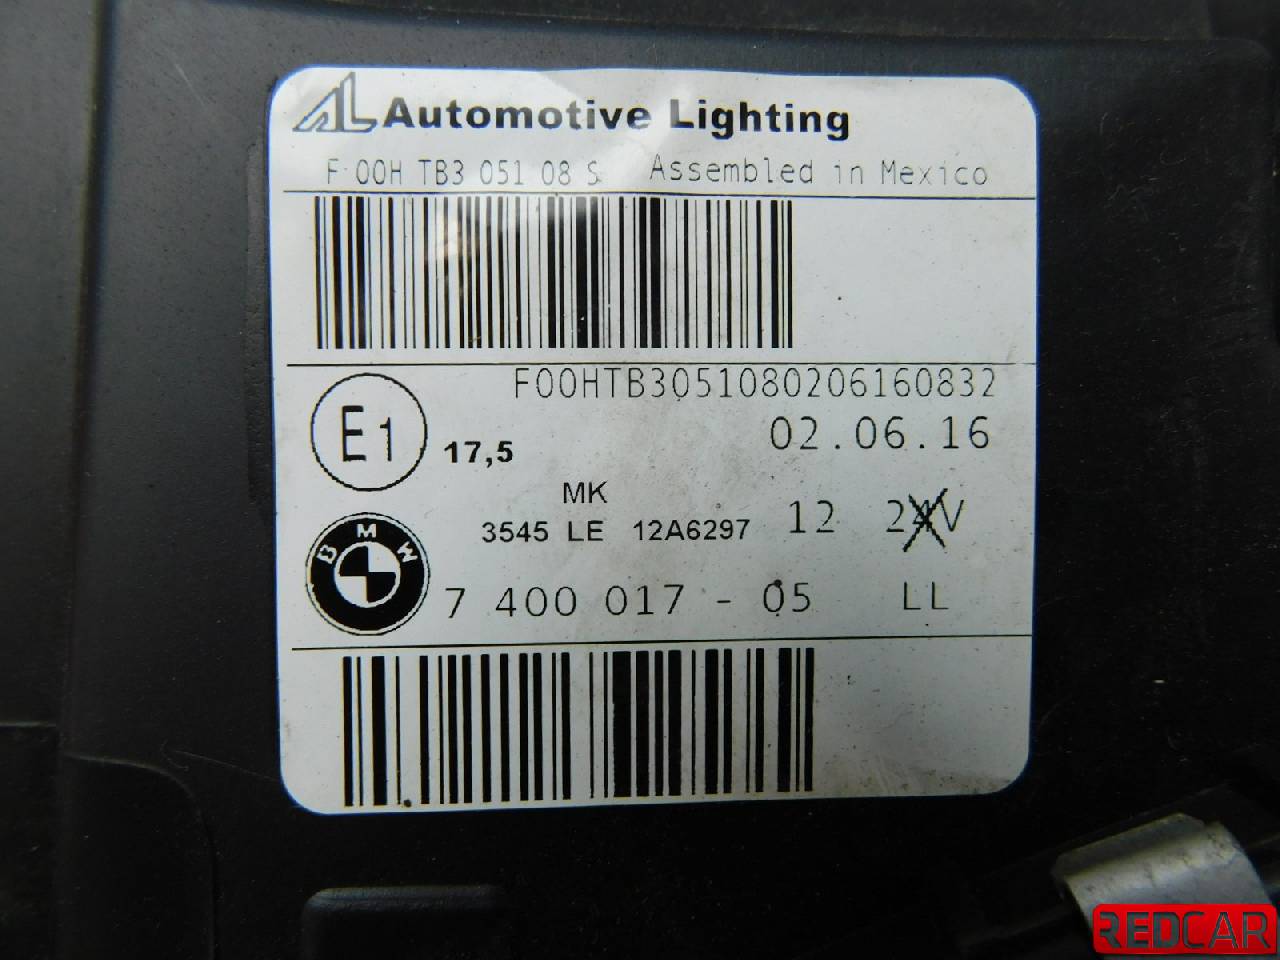 AL Automotive Lighting
F 00H TB3 051 08 S Assembled in Mexico
F00HTB3051080206160832
E1 17,5 02.06.16
MK
3545 LE 12A6297 12 24V
BMW
7 400 017 - 05 LL
REDCAR